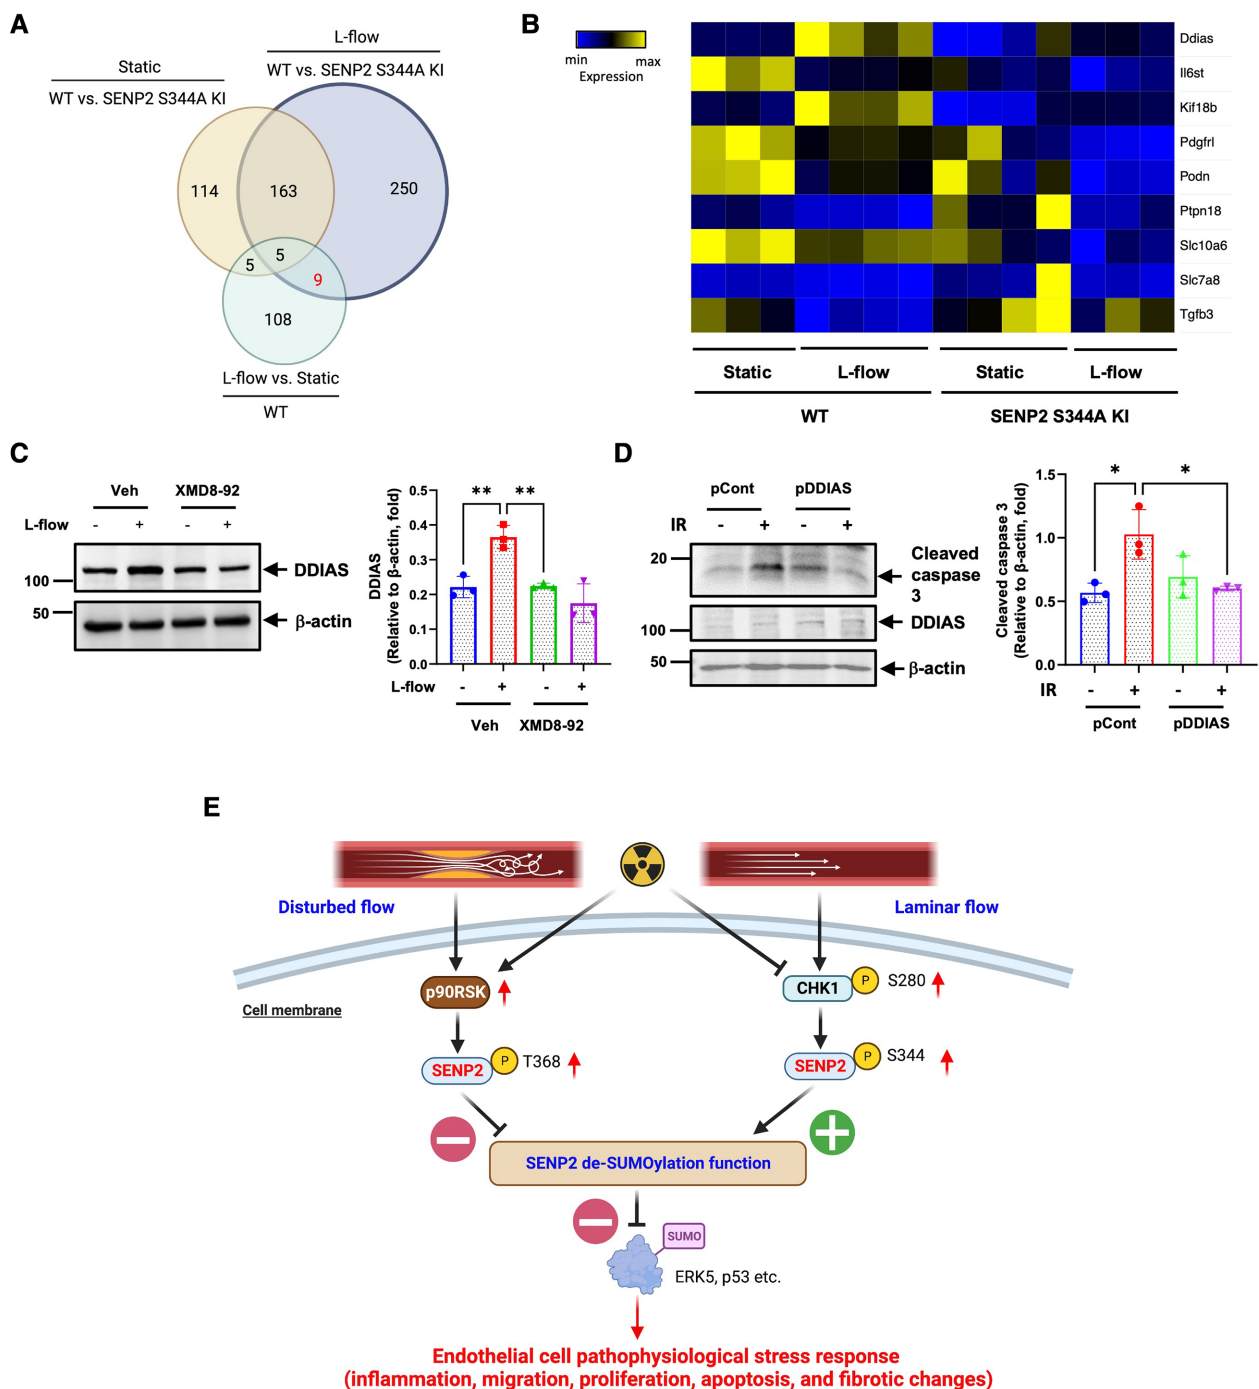 A
Static
WT vs. SENP2 S344A KI
L-flow
WT vs. SENP2 S344A KI
114
163
250
5
5
9
108
L-flow vs. Static
WT
B
min
max
Expression
Ddias
Il6st
Kif18b
Pdgfrl
Podn
Ptpn18
Slc10a6
Slc7a8
Tgfb3
Static
L-flow
Static
L-flow
WT
SENP2 S344A KI
C
Veh
XMD8-92
L-flow
-
+
-
+
100
50
DDIAS
β-actin
DDIAS
(Relative to β-actin, fold)
0.5
0.4
0.3
0.2
0.1
0.0
**
**
L-flow
-
+
-
+
Veh
XMD8-92
D
pCont
pDDIAS
IR
-
+
-
+
20
100
50
Cleaved
caspase
3
DDIAS
β-actin
Cleaved caspase 3
(Relative to β-actin, fold)
1.5
1.0
0.5
0.0
*
*
IR
-
+
-
+
pCont
pDDIAS
E
Disturbed flow
Laminar flow
Cell membrane
p90RSK
CHK1
P
S280
SENP2
P
T368
SENP2
P
S344
SENP2 de-SUMOylation function
SUMO
ERK5, p53 etc.
Endothelial cell pathophysiological stress response
(inflammation, migration, proliferation, apoptosis, and fibrotic changes)